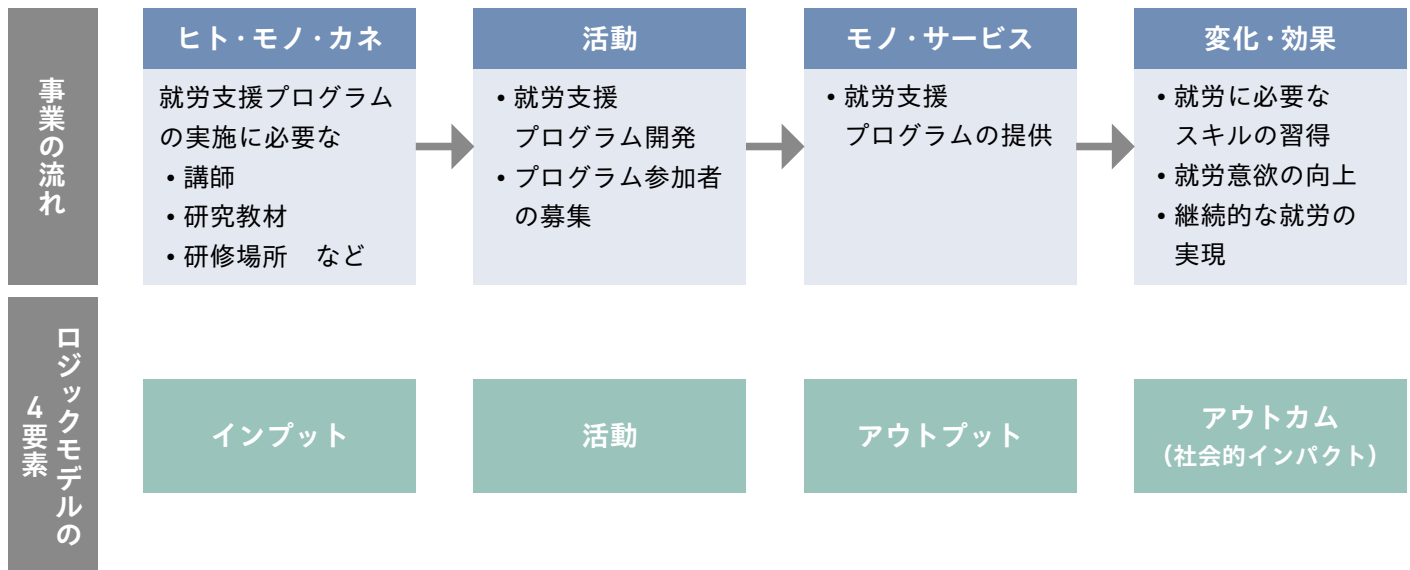 事業の流れ
ヒト・モノ・カネ
就労支援プログラム
の実施に必要な
• 講師
• 研究教材
• 研修場所　など
活動
• 就労支援
プログラム開発
• プログラム参加者
の募集
モノ・サービス
• 就労支援
プログラムの提供
変化・効果
• 就労に必要な
スキルの習得
• 就労意欲の向上
• 継続的な就労の
実現
ロジックモデルの
4要素
インプット
活動
アウトプット
アウトカム
（社会的インパクト）